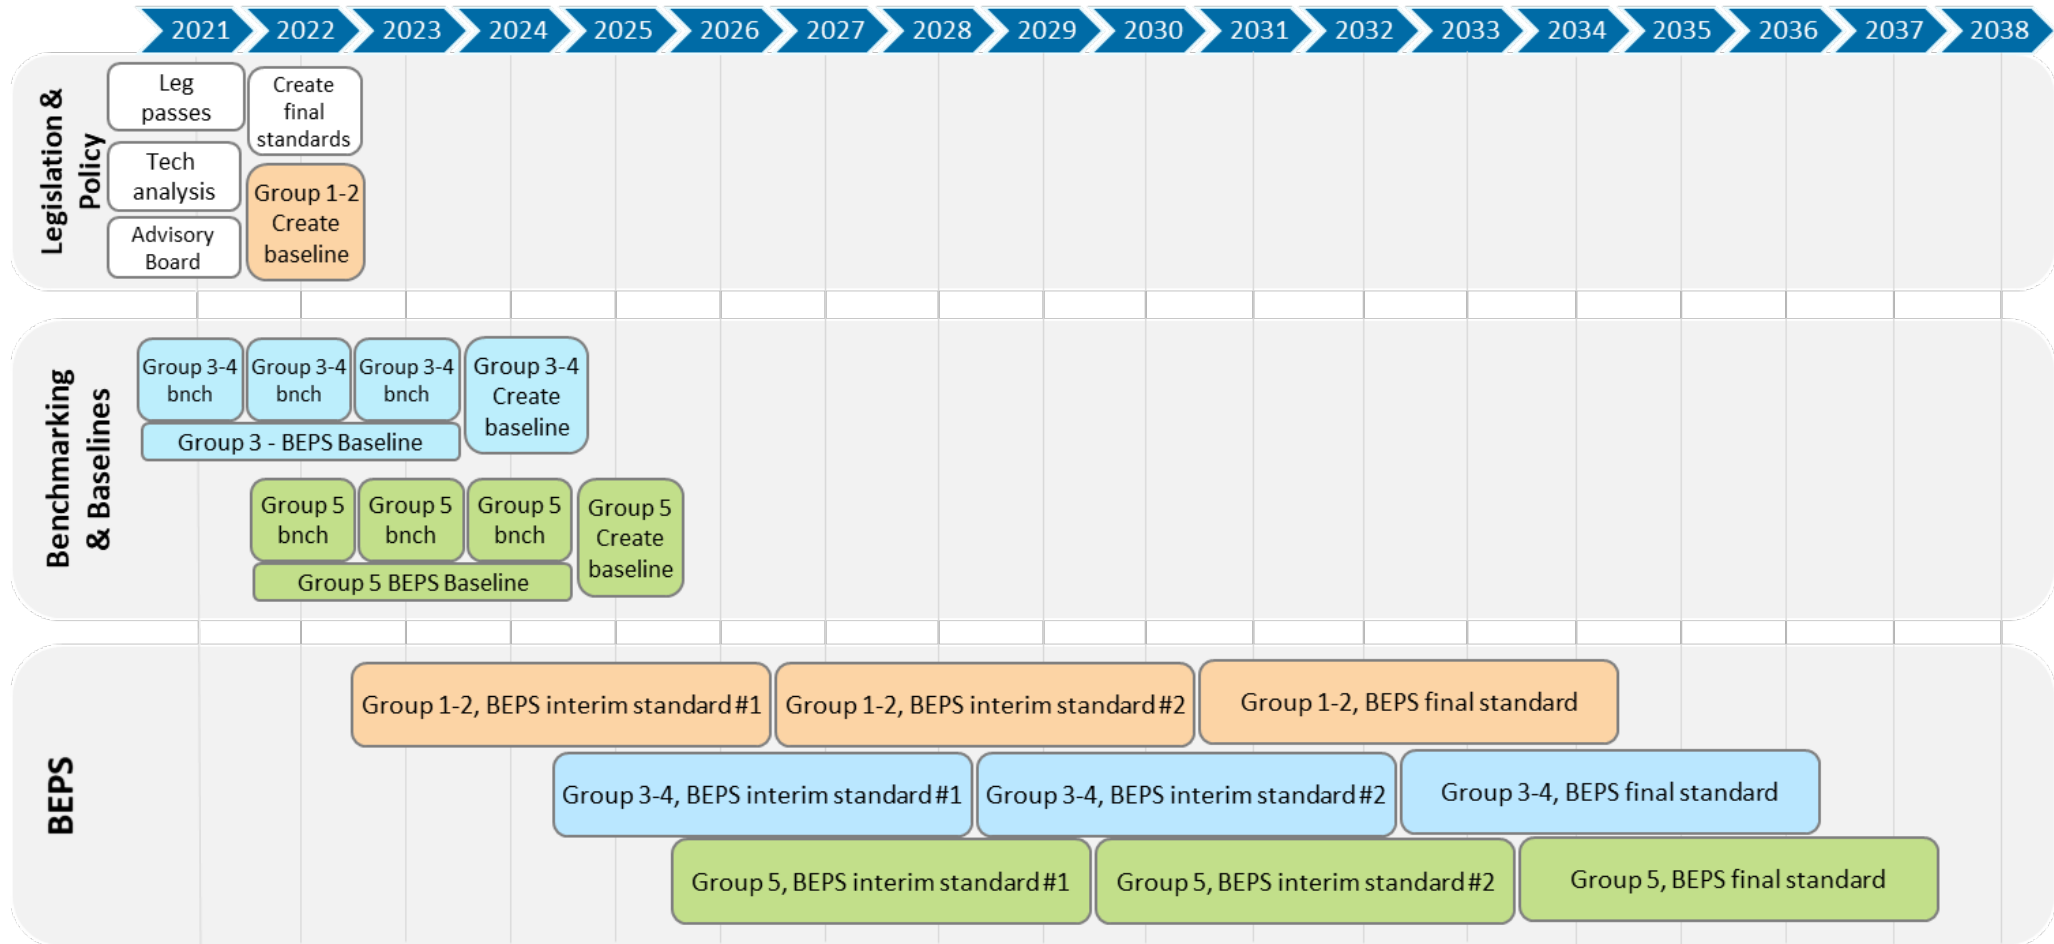 2021 2022 2023 2024 2025 2026 2027 2028 2029 2030 2031 2032 2033 2034 2035 2036 2037 2038
Legislation &
Policy
Leg
passes
Tech
analysis
Advisory
Board
Create
final
standards
Group 1-2
Create
baseline
Benchmarking
& Baselines
Group 3-4
bnch
Group 3-4
bnch
Group 3-4
bnch
Group 3-4
Create
baseline
Group 3 - BEPS Baseline
Group 5
bnch
Group 5
bnch
Group 5
bnch
Group 5
Create
baseline
Group 5 BEPS Baseline
BEPS
Group 1-2, BEPS interim standard #1
Group 1-2, BEPS interim standard #2
Group 1-2, BEPS final standard
Group 3-4, BEPS interim standard #1
Group 3-4, BEPS interim standard #2
Group 3-4, BEPS final standard
Group 5, BEPS interim standard #1
Group 5, BEPS interim standard #2
Group 5, BEPS final standard